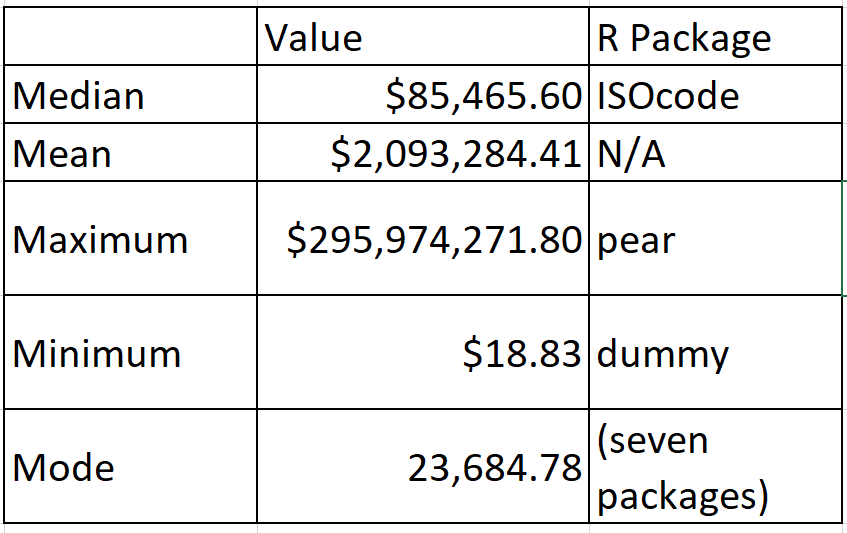 Value R Package
Median $85,465.60 ISOcode
Mean $2,093,284.41 N/A
Maximum $295,974,271.80 pear
Minimum $18.83 dummy
Mode 23,684.78 (seven
packages)